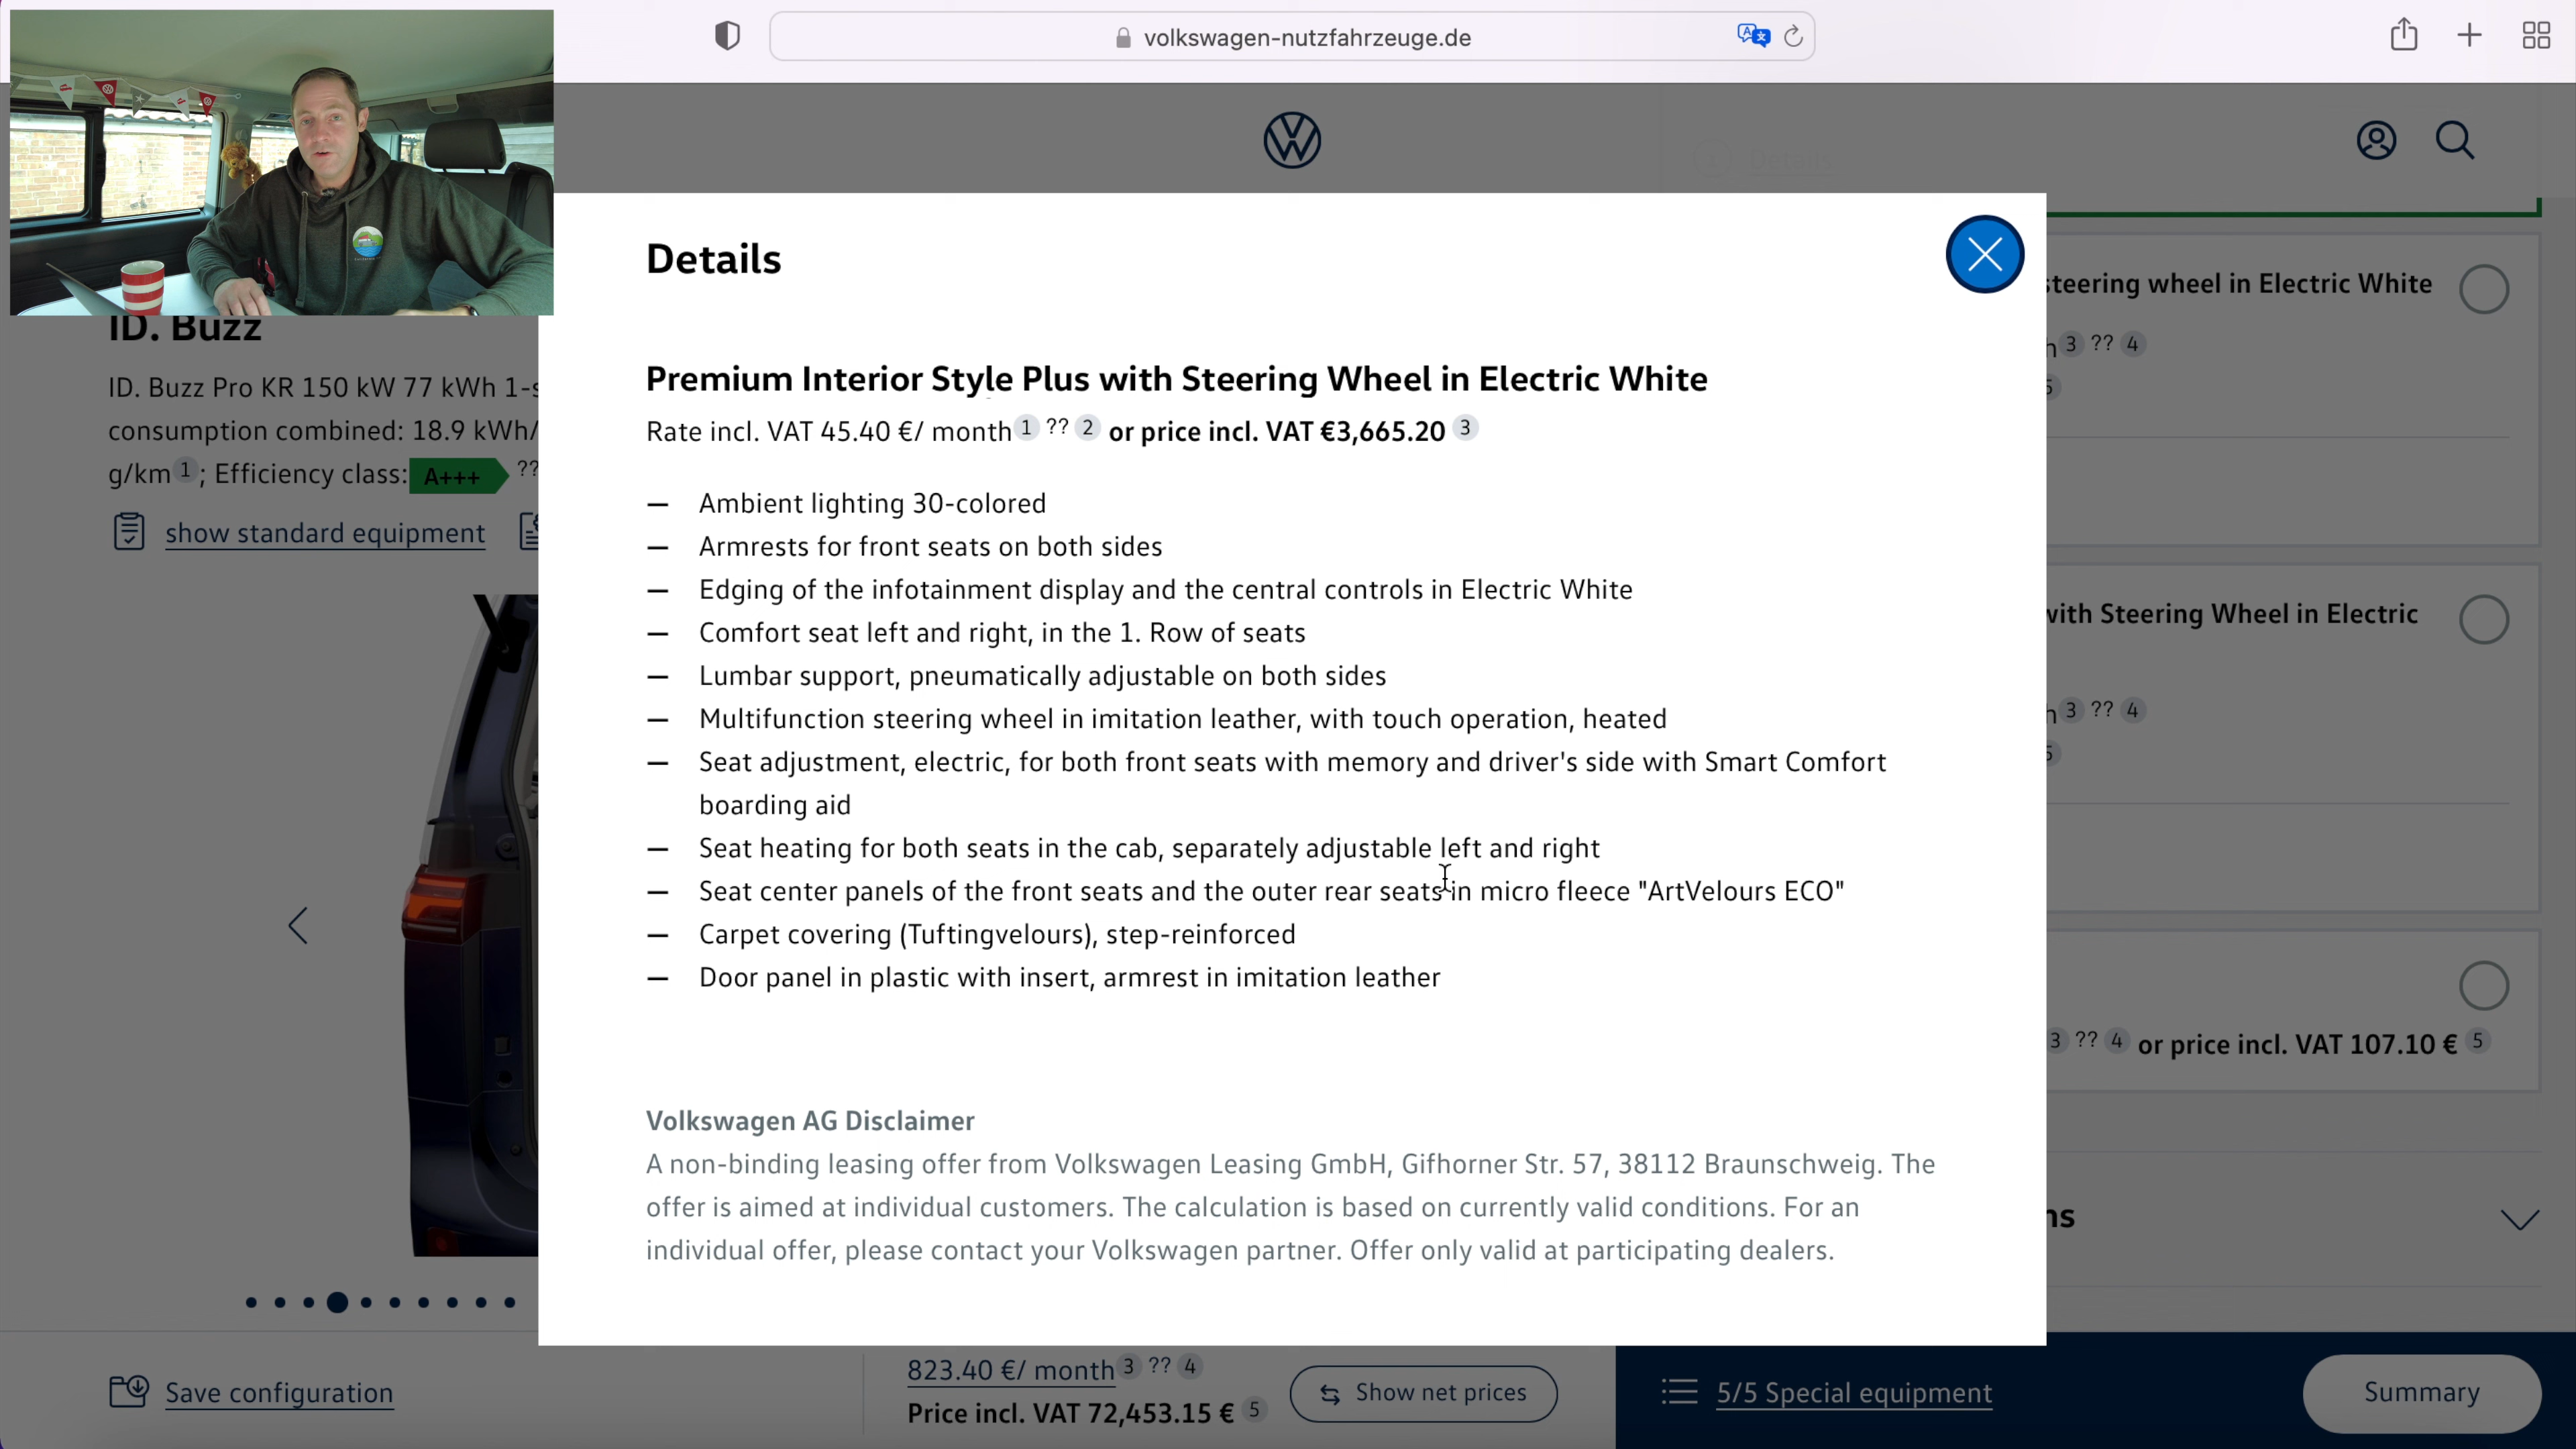 volkswagen-nutzfahrzeuge.de
Details
ID. Buzz
ID. Buzz Pro KR 150 kW 77 kWh 1-s
consumption combined: 18.9 kWh/
g/km 1 ; Efficiency class: A+++ ??
show standard equipment
Details
Premium Interior Style Plus with Steering Wheel in Electric White
Rate incl. VAT 45.40 €/ month 1 ?? 2 or price incl. VAT €3,665.20 3
— Ambient lighting 30-colored
— Armrests for front seats on both sides
— Edging of the infotainment display and the central controls in Electric White
— Comfort seat left and right, in the 1. Row of seats
— Lumbar support, pneumatically adjustable on both sides
— Multifunction steering wheel in imitation leather, with touch operation, heated
— Seat adjustment, electric, for both front seats with memory and driver's side with Smart Comfort
boarding aid
— Seat heating for both seats in the cab, separately adjustable left and right
— Seat center panels of the front seats and the outer rear seats in micro fleece "ArtVelours ECO"
— Carpet covering (Tuftingvelours), step-reinforced
— Door panel in plastic with insert, armrest in imitation leather
Volkswagen AG Disclaimer
A non-binding leasing offer from Volkswagen Leasing GmbH, Gifhorner Str. 57, 38112 Braunschweig. The
offer is aimed at individual customers. The calculation is based on currently valid conditions. For an
individual offer, please contact your Volkswagen partner. Offer only valid at participating dealers.
steering wheel in Electric White
h 3 ?? 4
5
with Steering Wheel in Electric
h 3 ?? 4
5
3 ?? 4 or price incl. VAT 107.10 € 5
ns
Save configuration
823.40 €/ month 3 ?? 4
Price incl. VAT 72,453.15 € 5
Show net prices
5/5 Special equipment
Summary